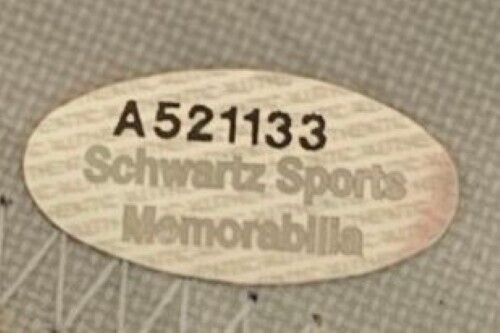 A521133
Schwartz Sports
Memorabilia